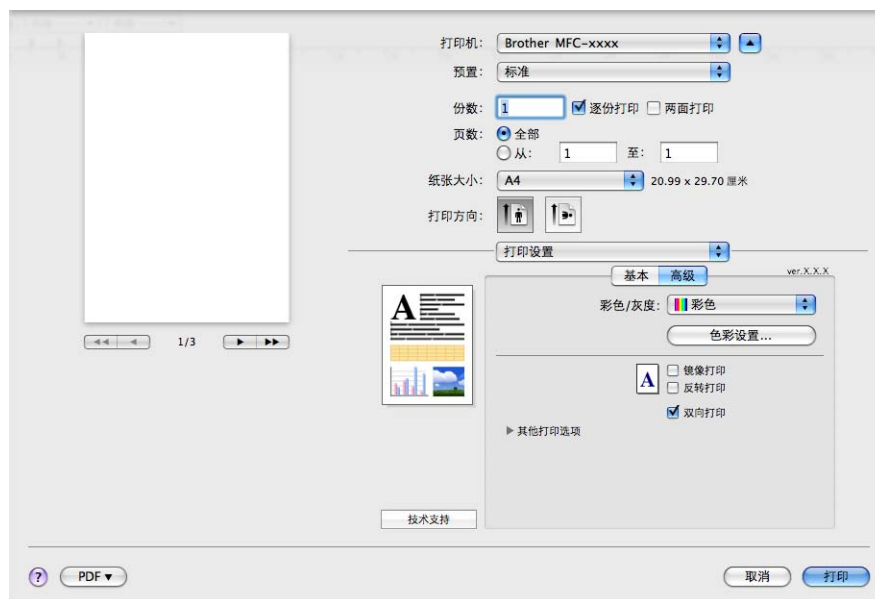 打印机: Brother MFC-xxxx
预置: 标准
份数: 1 逐份打印 两面打印
页数: 全部
从: 1 至: 1
纸张大小: A4 20.99 x 29.70 厘米
打印方向:
打印设置
基本 高级 ver.X.X.X
彩色/灰度: 彩色
色彩设置...
A
1/3
A 镜像打印
反转打印
双向打印
其他打印选项
技术支持
? PDF 取消 打印